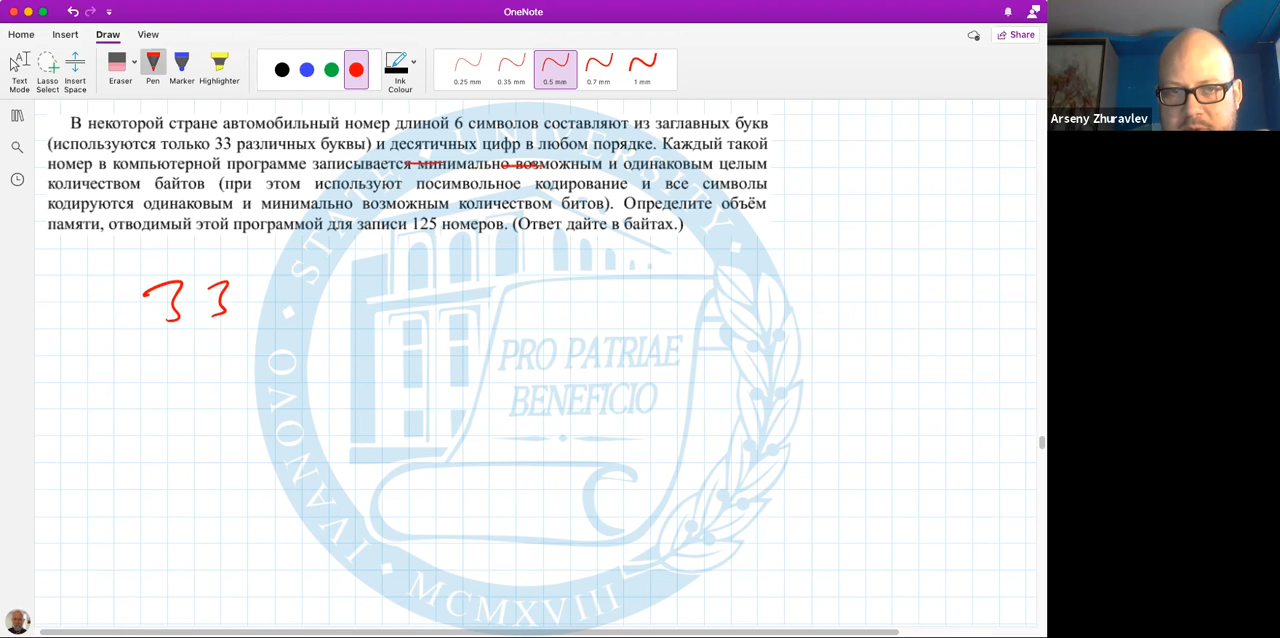 OneNote
Home Insert Draw View
Share
Text Mode
Lasso Select
Insert Space
Eraser
Pen
Marker
Highlighter
Ink Colour
0.25 mm
0.35 mm
0.5 mm
0.7 mm
1 mm
Arseny Zhuravlev
В некоторой стране автомобильный номер длиной 6 символов составляют из заглавных букв
(используются только 33 различных буквы) и десятичных цифр в любом порядке. Каждый такой
номер в компьютерной программе записывается минимально возможным и одинаковым целым
количеством байтов (при этом используют посимвольное кодирование и все символы
кодируются одинаковым и минимально возможным количеством битов). Определите объём
памяти, отводимый этой программой для записи 125 номеров. (Ответ дайте в байтах.)
33
IVANOVO STATE UNIVERSITY
PRO PATRIAE
BENEFICIO
MCMXVIII